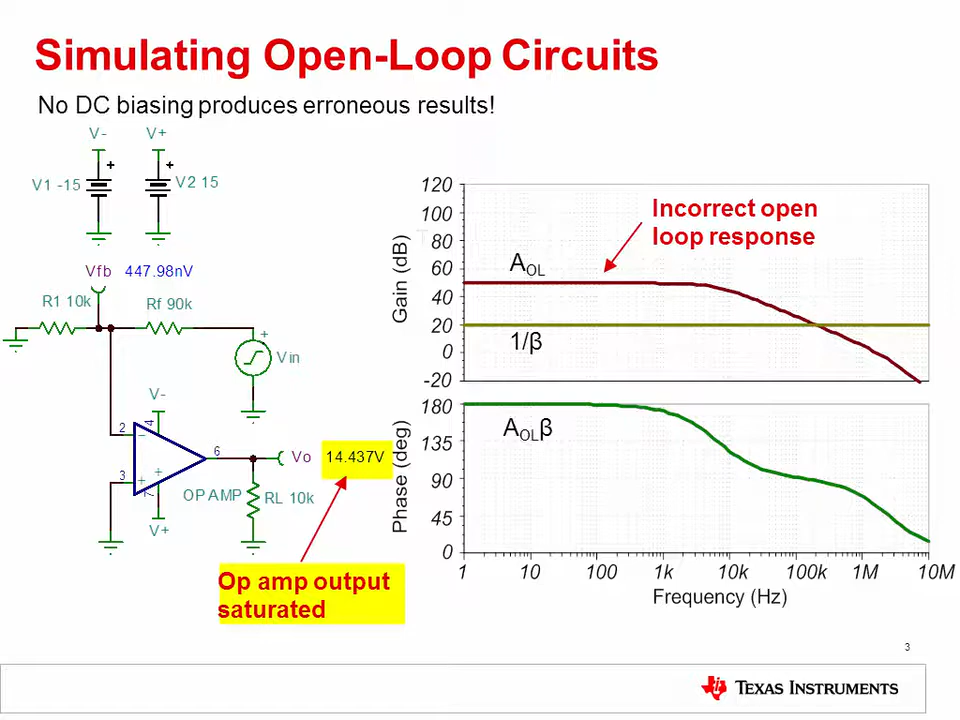 Simulating Open-Loop Circuits
No DC biasing produces erroneous results!
V- V+
+ +
V1 -15 V2 15
Vfb 447.98nV
R1 10k Rf 90k
+
Vin
V-
2 4
-
6
Vo 14.437V
3 + +
7
OPAMP RL 10k
V+
Op amp output
saturated
Incorrect open
loop response
Gain (dB)
120
100
80
60
40
20
0
-20
AOL
1/β
Phase (deg)
180
135
90
45
0
AOLβ
1 10 100 1k 10k 100k 1M 10M
Frequency (Hz)
3
TEXAS INSTRUMENTS